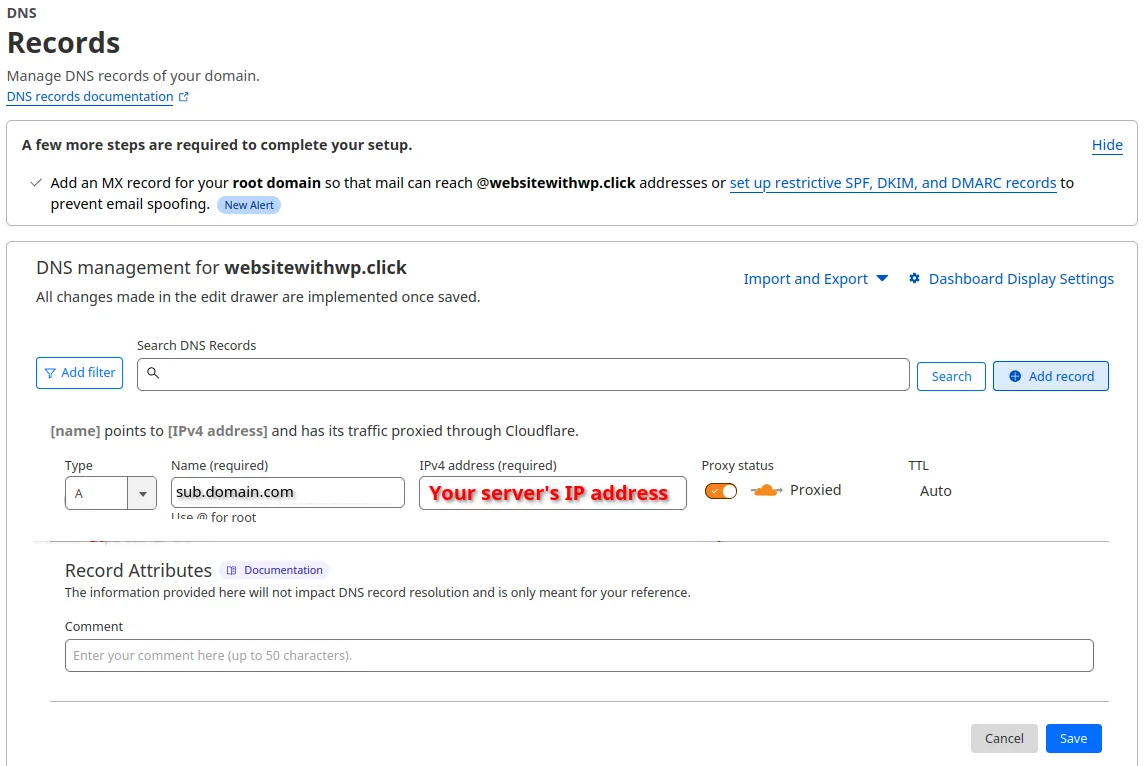 DNS
Records
Manage DNS records of your domain.
DNS records documentation
A few more steps are required to complete your setup.
Hide
Add an MX record for your root domain so that mail can reach @websitewithwp.click addresses or set up restrictive SPF, DKIM, and DMARC records to
prevent email spoofing. New Alert
DNS management for websitewithwp.click
All changes made in the edit drawer are implemented once saved.
Import and Export
Dashboard Display Settings
Search DNS Records
Add filter
Search
Add record
[name] points to [IPv4 address] and has its traffic proxied through Cloudflare.
Type
Name (required)
IPv4 address (required)
Proxy status
TTL
A
sub.domain.com
Your server's IP address
Proxied
Auto
Use @ for root
Record Attributes Documentation
The information provided here will not impact DNS record resolution and is only meant for your reference.
Comment
Enter your comment here (up to 50 characters).
Cancel
Save